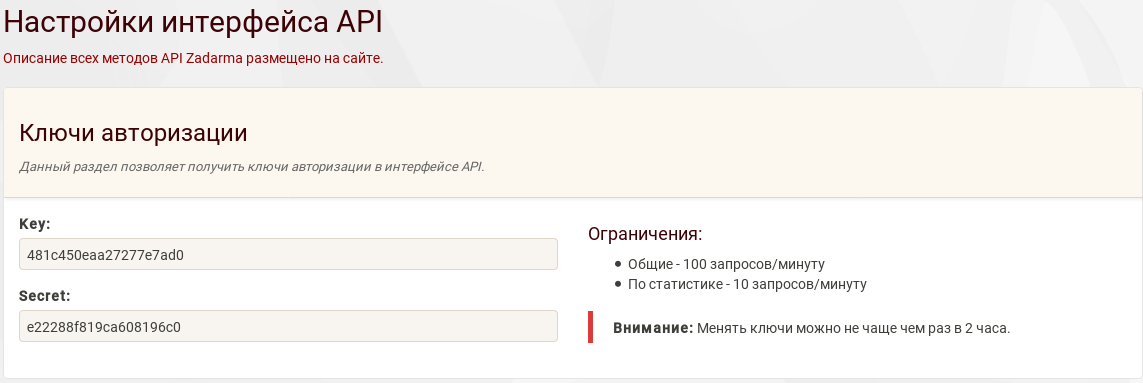 Настройки интерфейса API
Описание всех методов API Zadarma размещено на сайте.
Ключи авторизации
Данный раздел позволяет получить ключи авторизации в интерфейсе API.
Key:
481c450eaa27277e7ad0
Secret:
e22288f819ca608196c0
Ограничения:
Общие - 100 запросов/минуту
По статистике - 10 запросов/минуту
Внимание: Менять ключи можно не чаще чем раз в 2 часа.